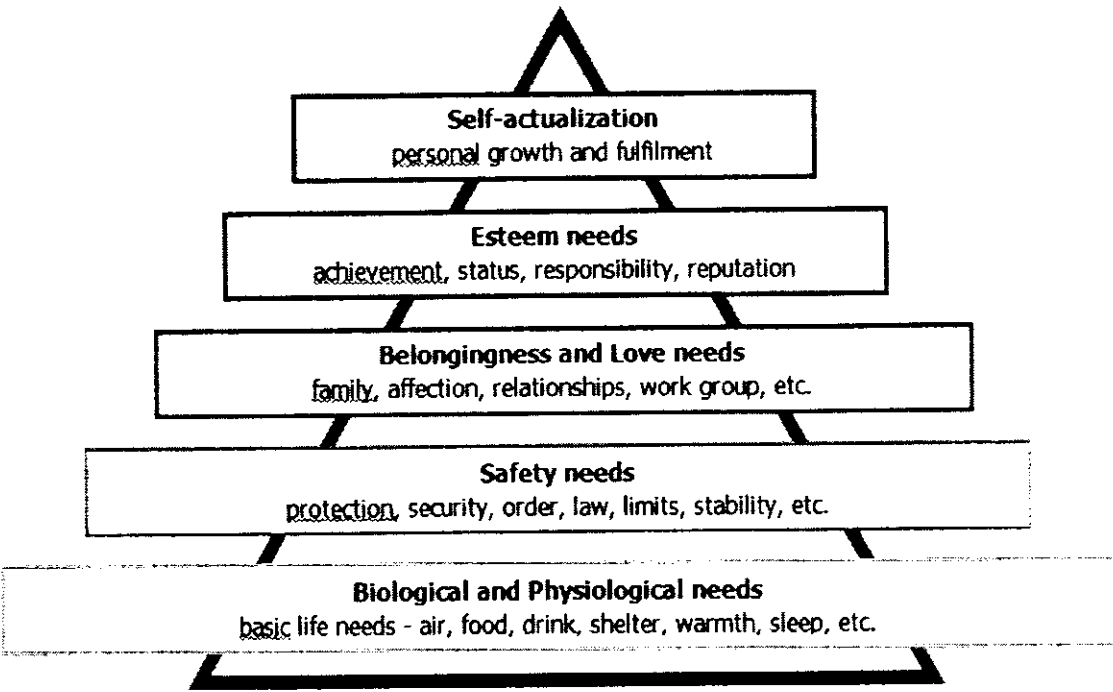 Self-actualization
personal growth and fulfilment
Esteem needs
achievement, status, responsibility, reputation
Belongingness and Love needs
family, affection, relationships, work group, etc.
Safety needs
protection, security, order, law, limits, stability, etc.
Biological and Physiological needs
basic life needs - air, food, drink, shelter, warmth, sleep, etc.